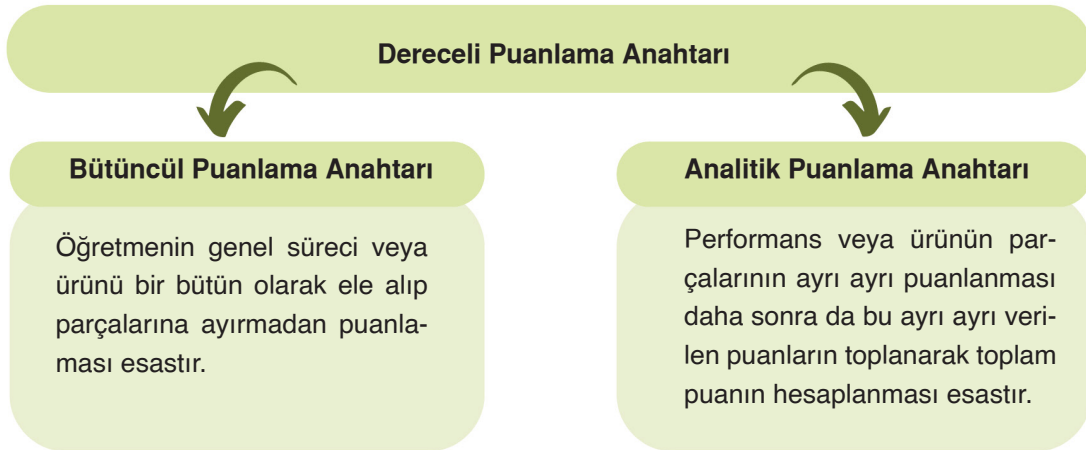 Dereceli Puanlama Anahtarı
Bütüncül Puanlama Anahtarı
Öğretmenin genel süreci veya
ürünü bir bütün olarak ele alıp
parçalarına ayırmadan puanla-
ması esastır.
Analitik Puanlama Anahtarı
Performans veya ürünün par-
çalarının ayrı ayrı puanlanması
daha sonra da bu ayrı ayrı veri-
len puanların toplanarak toplam
puanın hesaplanması esastır.